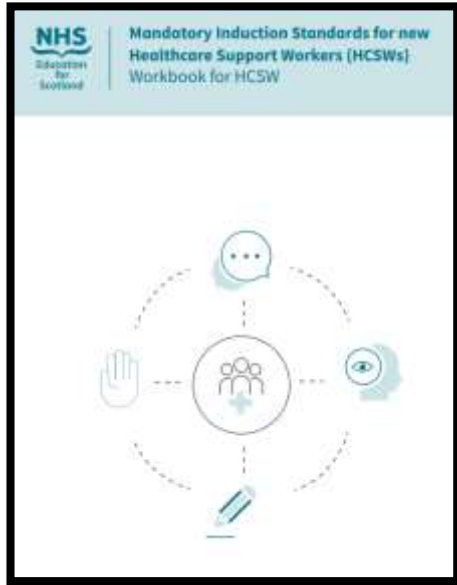 NHS
Education
for
Scotland
Mandatory Induction Standards for new
Healthcare Support Workers (HCSWs)
Workbook for HCSW